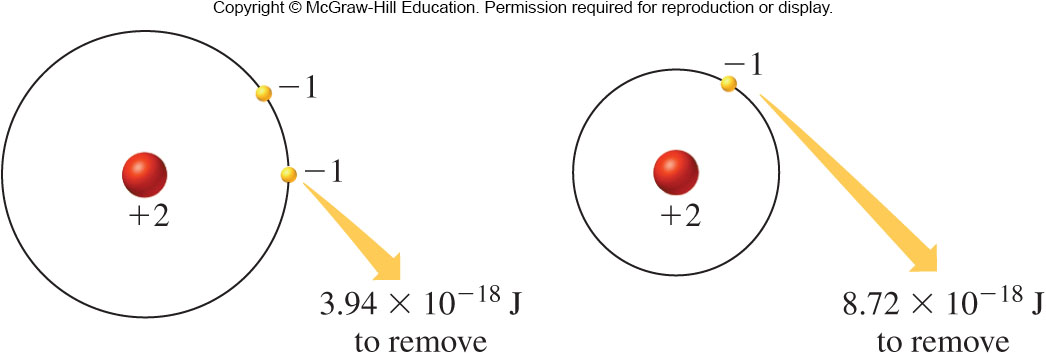 Copyright © McGraw-Hill Education. Permission required for reproduction or display.
−1
−1
+2
3.94 × 10⁻¹⁸ J
to remove
−1
+2
8.72 × 10⁻¹⁸ J
to remove